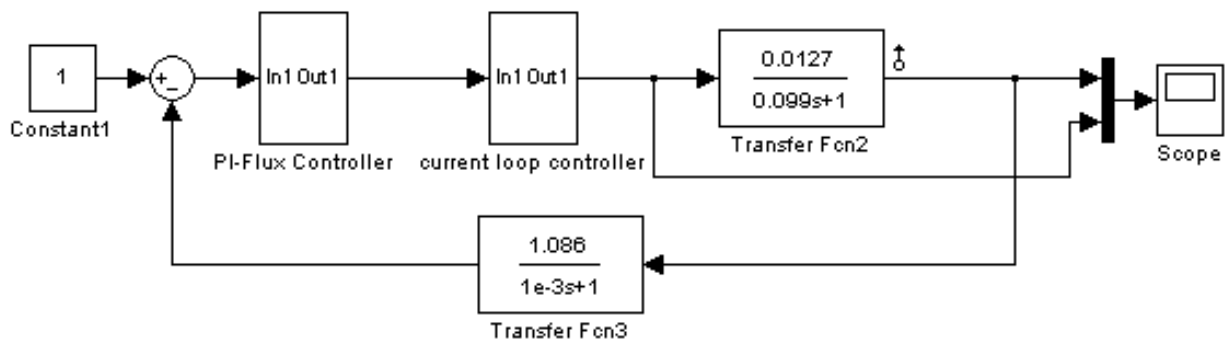 1
Constant1
+
−
In1 Out1
PI-Flux Controller
In1 Out1
current loop controller
0.0127
0.099s+1
Transfer Fcn2
Scope
1.086
1e-3s+1
Transfer Fcn3